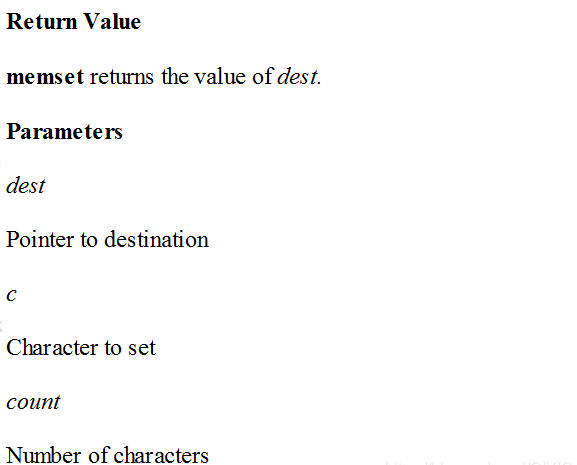 Return Value
memset returns the value of dest.
Parameters
dest
Pointer to destination
c
Character to set
count
Number of characters